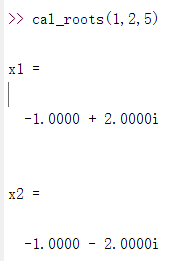 >> cal_roots(1,2,5)
x1 =
-1.0000 + 2.0000i
x2 =
-1.0000 - 2.0000i